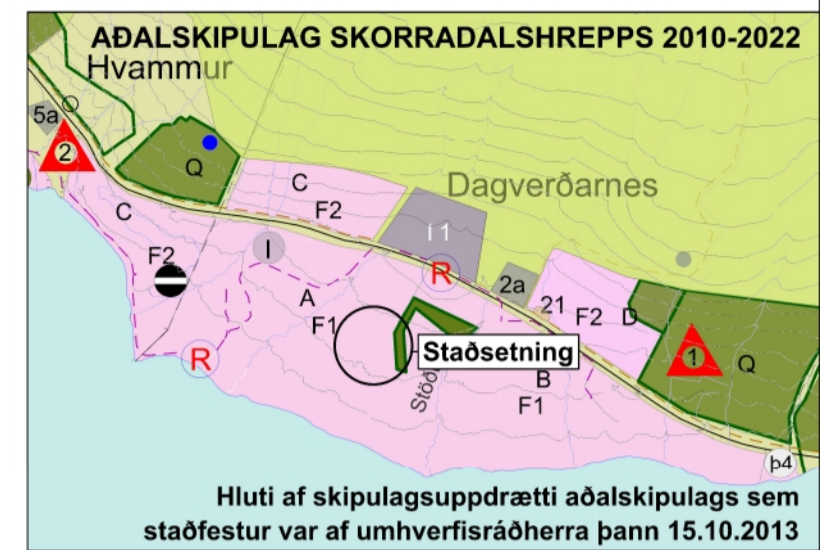 AÐALSKIPULAG SKORRADALSHREPPS 2010-2022
Hvammur
5a
2
Q
C
F2
Dagverðarnes
C
i 1
F2
I
R
2a
A
21
F2
D
F1
Staðsetning
1
Q
R
B
F1
þ4
Hluti af skipulagsuppdrætti aðalskipulags sem
staðfestur var af umhverfisráðherra þann 15.10.2013